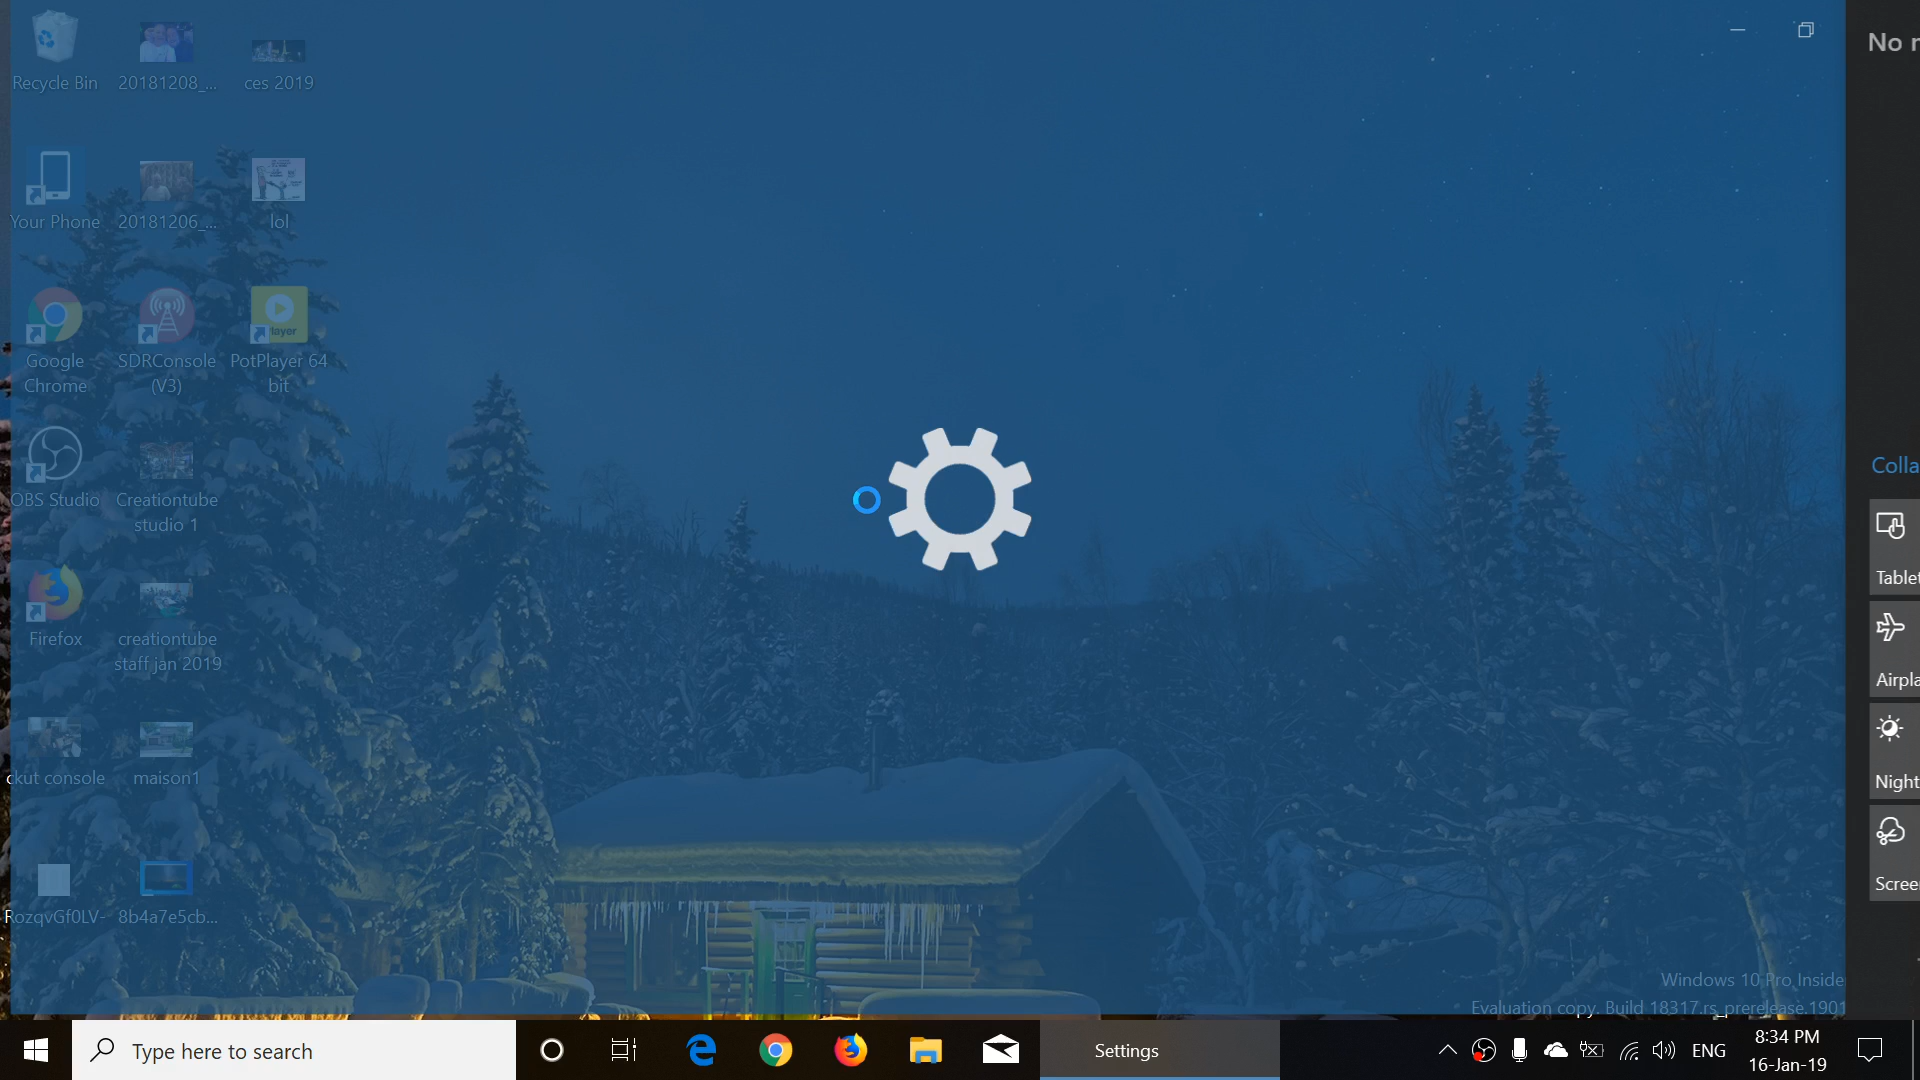 Recycle Bin
20181208_...
ces 2019
Your Phone
20181206_...
lol
Google
Chrome
SDRConsole
(V3)
PotPlayer 64
bit
layer
OBS Studio
Creationtube
studio 1
Firefox
creationtube
staff jan 2019
ckut console
maison1
RozqvGf0LV-
8b4a7e5cb...
No r
Colla
Tablet
Airpla
Night
Scree
Windows 10 Pro Inside
Evaluation copy. Build 18317.rs_prerelease.1901
Type here to search
Settings
ENG
8:34 PM
16-Jan-19